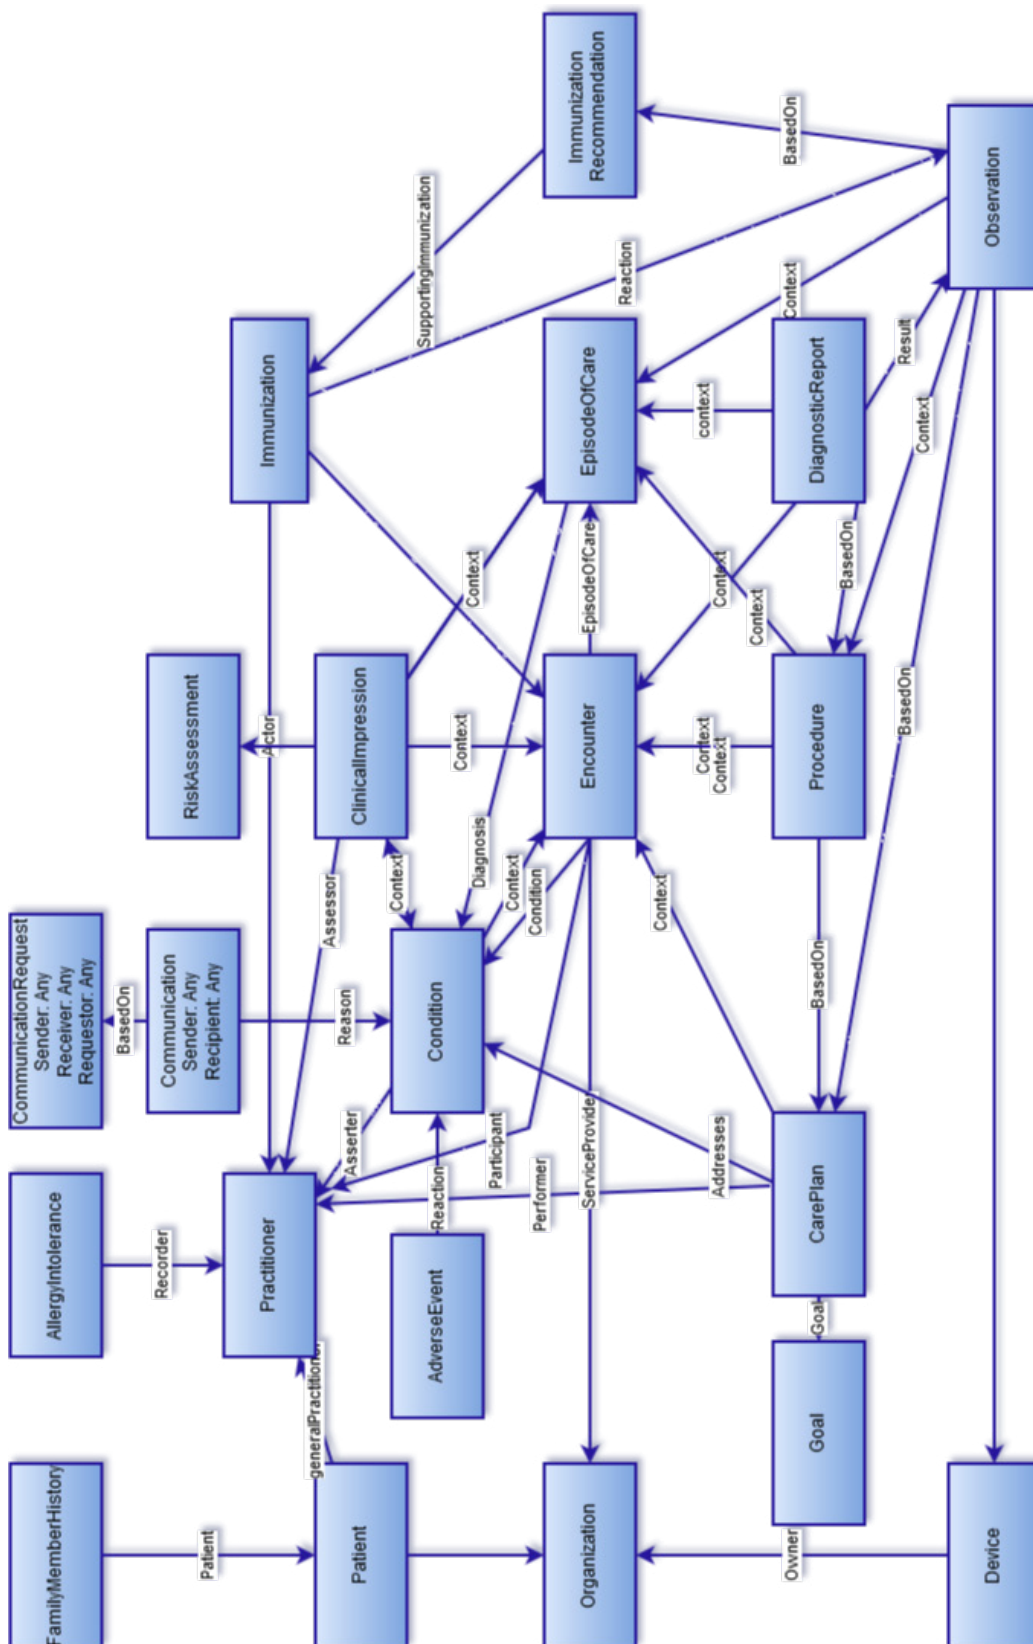 FamilyMemberHistory
AllergyIntolerance
CommunicationRequest
Sender: Any
Receiver: Any
Requestor: Any
BasedOn
Patient
Recorder
Communication
Sender: Any
Recipient: Any
RiskAssessment
Practitioner
Immunization
Actor
generalPractitioner
Asserter
Reason
Assessor
Patient
ClinicalImpression
SupportingImmunization
AdverseEvent
Reaction
Condition
Context
Context
Context
Diagnosis
Participant
Context
Condition
Performer
Organization
ServiceProvider
Encounter
EpisodeOfCare
EpisodeOfCare
Immunization
Recommendation
Reaction
Addresses
Context
Context
Context
Context
Context
context
Owner
Goal
Goal
CarePlan
BasedOn
Procedure
BasedOn
DiagnosticReport
Context
BasedOn
BasedOn
Context
Result
Device
Observation